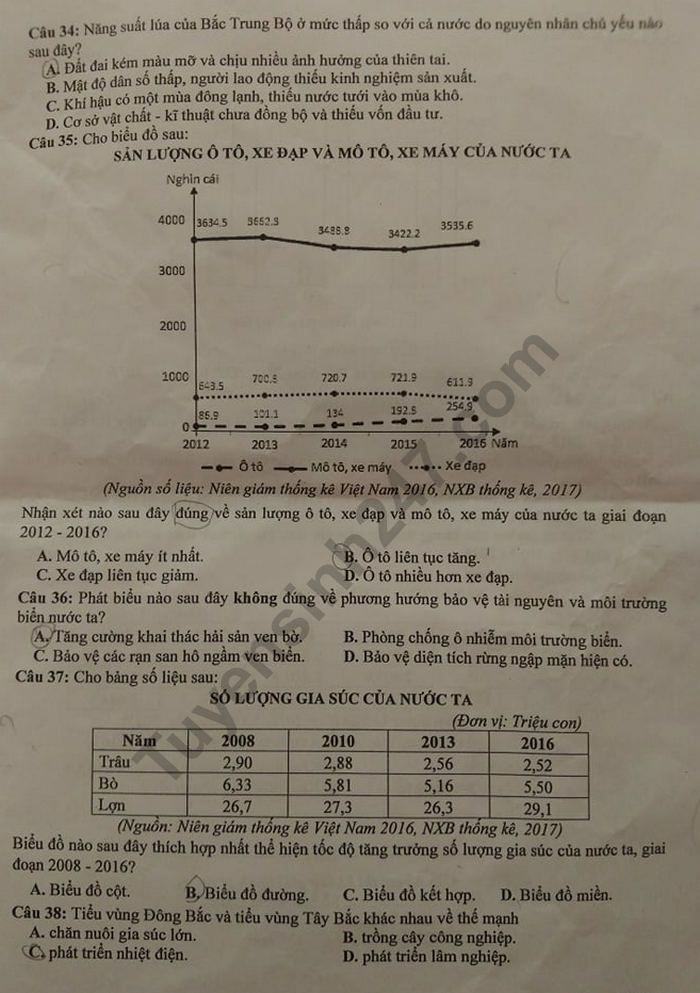 Câu 34: Năng suất lúa của Bắc Trung Bộ ở mức thấp so với cả nước do nguyên nhân chủ yếu nào
sau đây?
A. Đất đai kém màu mỡ và chịu nhiều ảnh hưởng của thiên tai.
B. Mật độ dân số thấp, người lao động thiếu kinh nghiệm sản xuất.
C. Khí hậu có một mùa đông lạnh, thiếu nước tưới vào mùa khô.
D. Cơ sở vật chất - kĩ thuật chưa đồng bộ và thiếu vốn đầu tư.
Câu 35: Cho biểu đồ sau:
SẢN LƯỢNG Ô TÔ, XE ĐẠP VÀ MÔ TÔ, XE MÁY CỦA NƯỚC TA
Nghìn cái
4000 3634.5 3422.2 3535.6
3000
2000
1000 720.7 721.9 611.3
643.5
86.9 101.1 134 192.5 254.9
0
2012 2013 2014 2015 2016 Năm
Ô tô Mô tô, xe máy Xe đạp
(Nguồn số liệu: Niên giám thống kê Việt Nam 2016, NXB thống kê, 2017)
Nhận xét nào sau đây đúng về sản lượng ô tô, xe đạp và mô tô, xe máy của nước ta giai đoạn
2012 - 2016?
A. Mô tô, xe máy ít nhất. B. Ô tô liên tục tăng.
C. Xe đạp liên tục giảm. D. Ô tô nhiều hơn xe đạp.
Câu 36: Phát biểu nào sau đây không đúng về phương hướng bảo vệ tài nguyên và môi trường
biển nước ta?
A. Tăng cường khai thác hải sản ven bờ. B. Phòng chống ô nhiễm môi trường biển.
C. Bảo vệ các rạn san hô ngầm ven biển. D. Bảo vệ diện tích rừng ngập mặn hiện có.
Câu 37: Cho bảng số liệu sau:
SỐ LƯỢNG GIA SÚC CỦA NƯỚC TA
(Đơn vị: Triệu con)
Năm 2008 2010 2013 2016
Trâu 2,90 2,88 2,56 2,52
Bò 6,33 5,81 5,16 5,50
Lợn 26,7 27,3 26,3 29,1
(Nguồn: Niên giám thống kê Việt Nam 2016, NXB thống kê, 2017)
Biểu đồ nào sau đây thích hợp nhất thể hiện tốc độ tăng trưởng số lượng gia súc của nước ta, giai
đoạn 2008 - 2016?
A. Biểu đồ cột. B. Biểu đồ đường. C. Biểu đồ kết hợp. D. Biểu đồ miền.
Câu 38: Tiểu vùng Đông Bắc và tiểu vùng Tây Bắc khác nhau về thế mạnh
A. chăn nuôi gia súc lớn. B. trồng cây công nghiệp.
C. phát triển nhiệt điện. D. phát triển lâm nghiệp.
Tuyensinh247.com